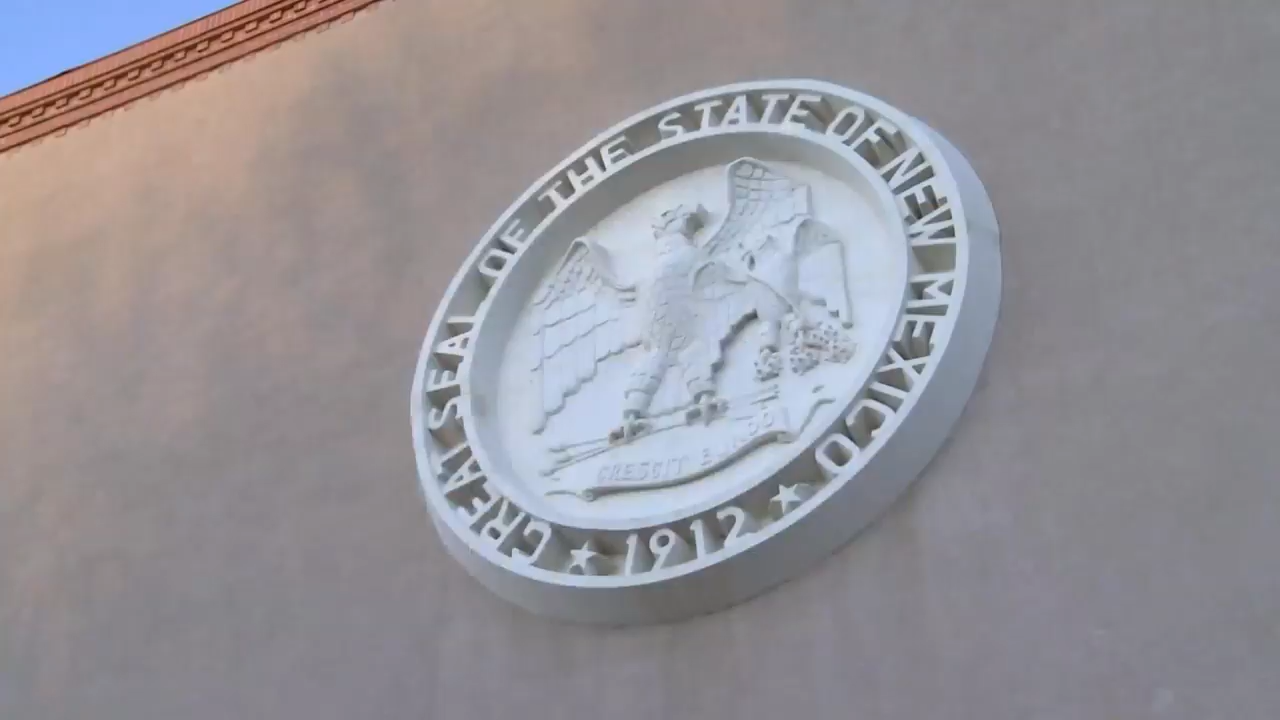 GREAT SEAL OF THE STATE OF NEW MEXICO
★ 1912 ★
CRESCIT EUNDO